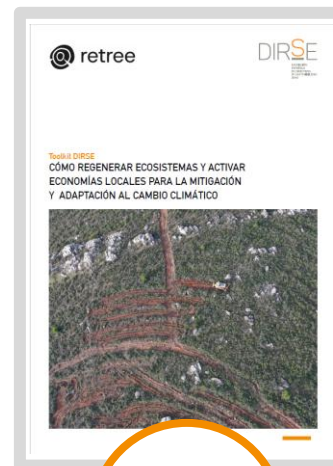 retree
DIRSE
Toolkit DIRSE
CÓMO REGENERAR ECOSISTEMAS Y ACTIVAR
ECONOMÍAS LOCALES PARA LA MITIGACIÓN
Y ADAPTACIÓN AL CAMBIO CLIMÁTICO